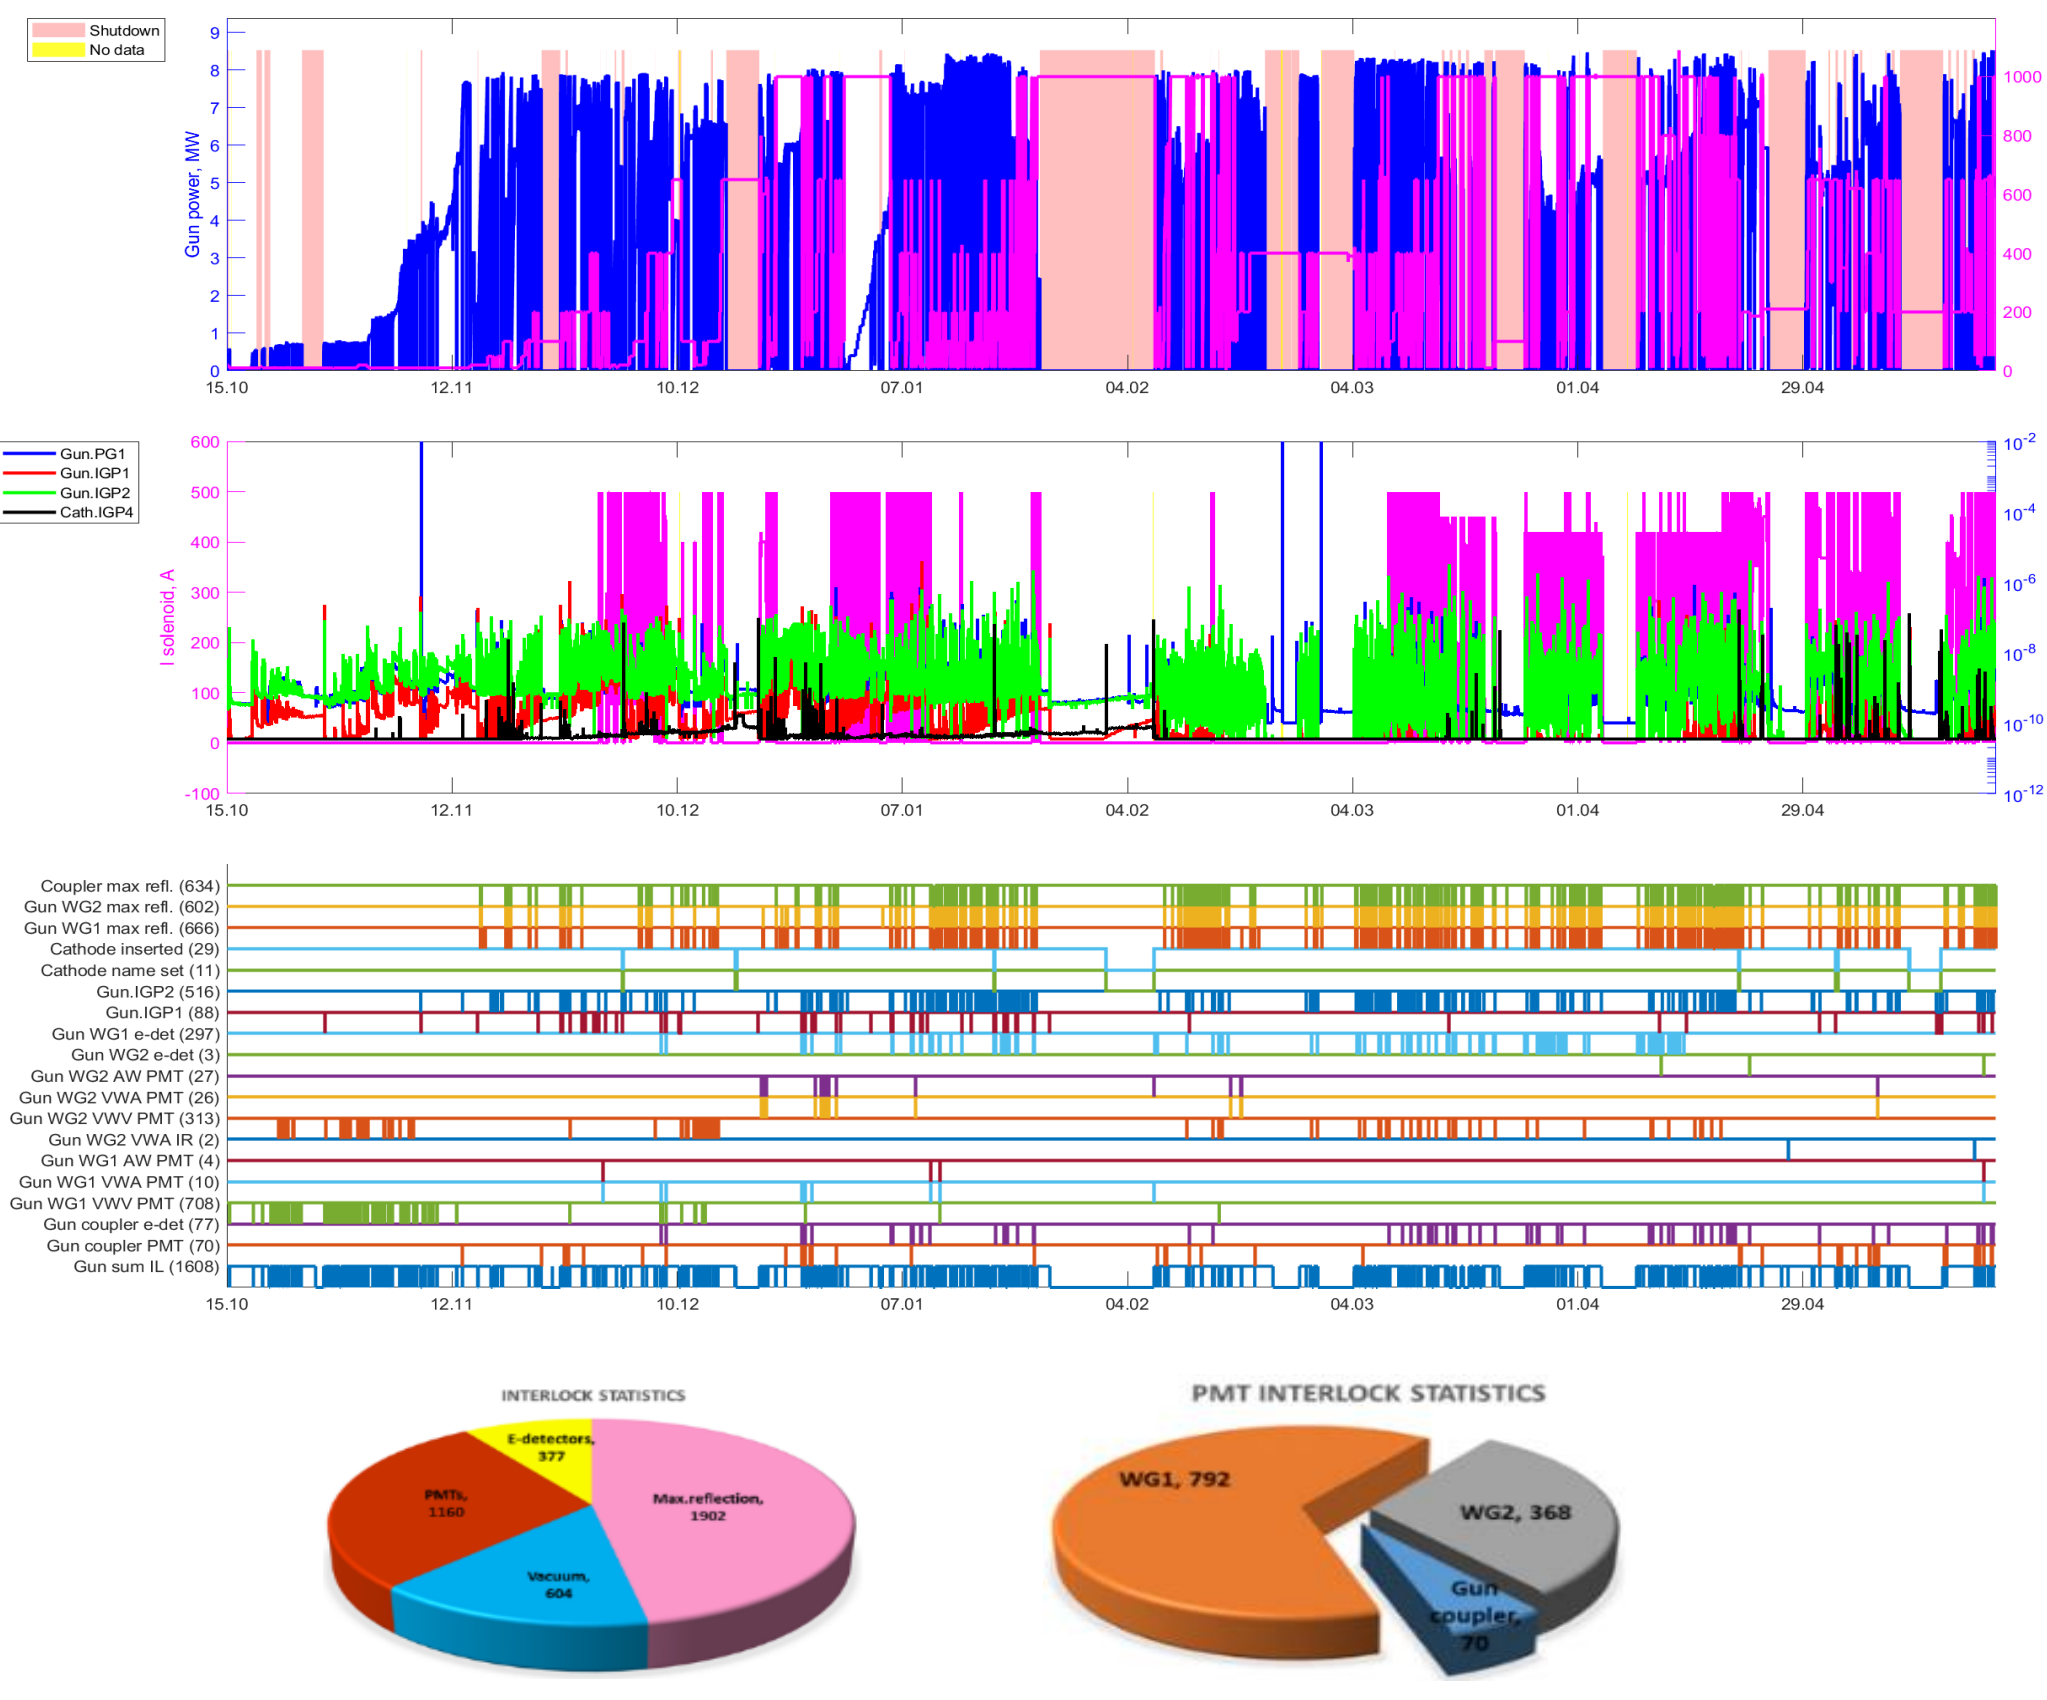 Shutdown
No data
9
8
7
6
5
4
3
2
1
0
Gun power, MW
1000
800
600
400
200
0
15.10 12.11 10.12 07.01 04.02 04.03 01.04 29.04
Gun.PG1
Gun.IGP1
Gun.IGP2
Cath.IGP4
600
500
400
300
200
100
0
-100
I solenoid, A
10-2
10-4
10-6
10-8
10-10
10-12
15.10 12.11 10.12 07.01 04.02 04.03 01.04 29.04
Coupler max refl. (634)
Gun WG2 max refl. (602)
Gun WG1 max refl. (666)
Cathode inserted (29)
Cathode name set (11)
Gun.IGP2 (516)
Gun.IGP1 (88)
Gun WG1 e-det (297)
Gun WG2 e-det (3)
Gun WG2 AW PMT (27)
Gun WG2 VWA PMT (26)
Gun WG2 VWV PMT (313)
Gun WG2 VWA IR (2)
Gun WG1 AW PMT (4)
Gun WG1 VWA PMT (10)
Gun WG1 VWV PMT (708)
Gun coupler e-det (77)
Gun coupler PMT (70)
Gun sum IL (1608)
15.10 12.11 10.12 07.01 04.02 04.03 01.04 29.04
INTERLOCK STATISTICS
E-detectors,
377
PMTs,
1160
Max.reflection,
1902
Vacuum,
604
PMT INTERLOCK STATISTICS
WG1, 792
WG2, 368
Gun
coupler,
70